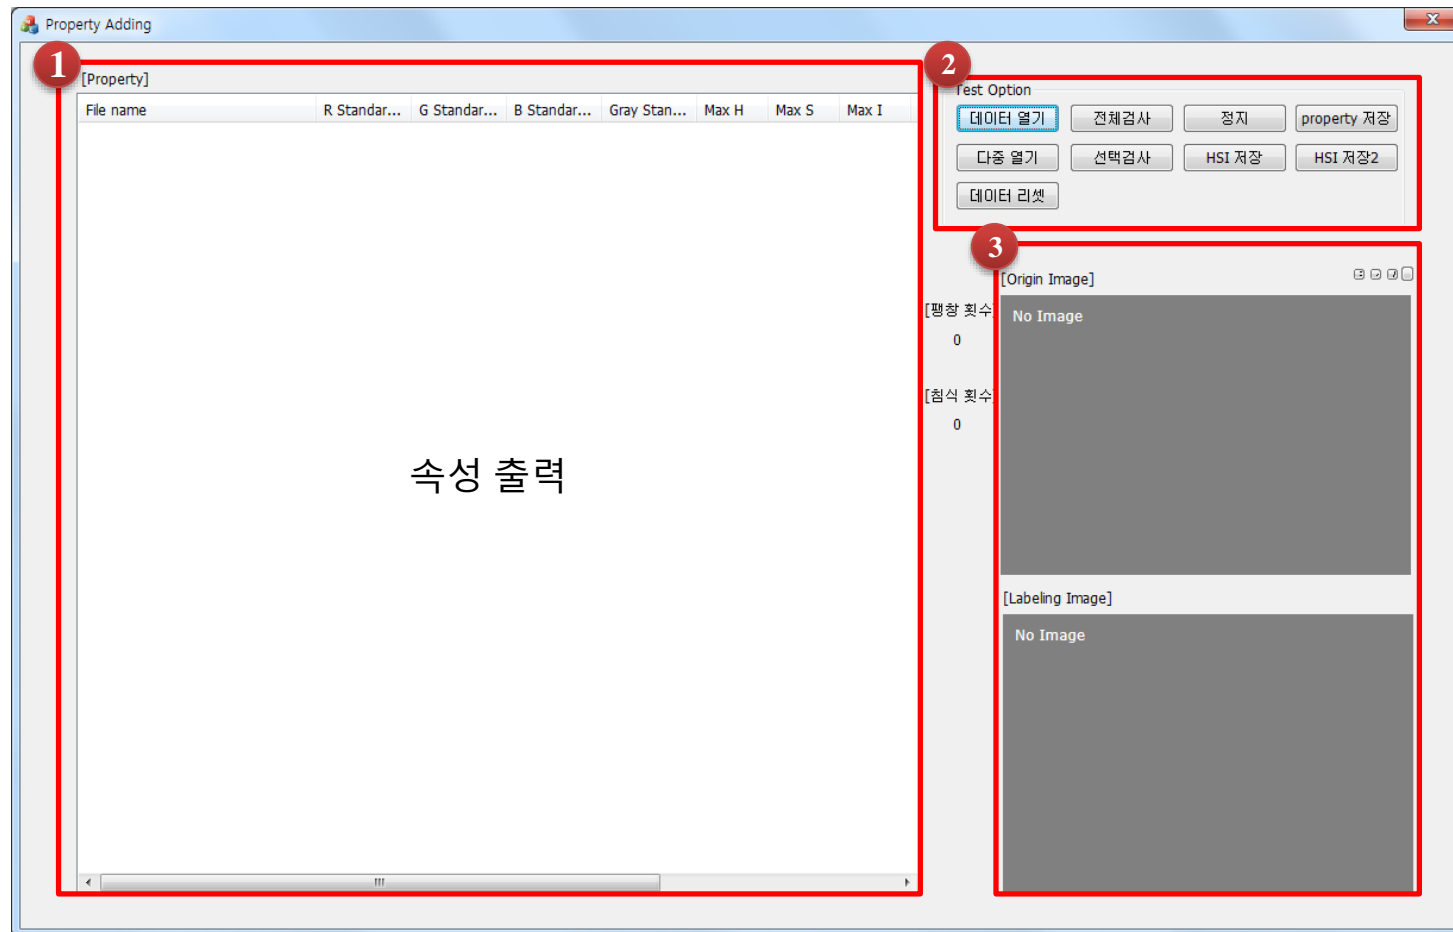 Property Adding
1
[Property]
File name R Standar... G Standar... B Standar... Gray Stan... Max H Max S Max I
속성 출력
2
Test Option
데이터 열기 전체검사 정지 property 저장
다중 열기 선택검사 HSI 저장 HSI 저장2
데이터 리셋
[팽창 횟수]
0
[침식 횟수]
0
3
[Origin Image]
No Image
[Labeling Image]
No Image